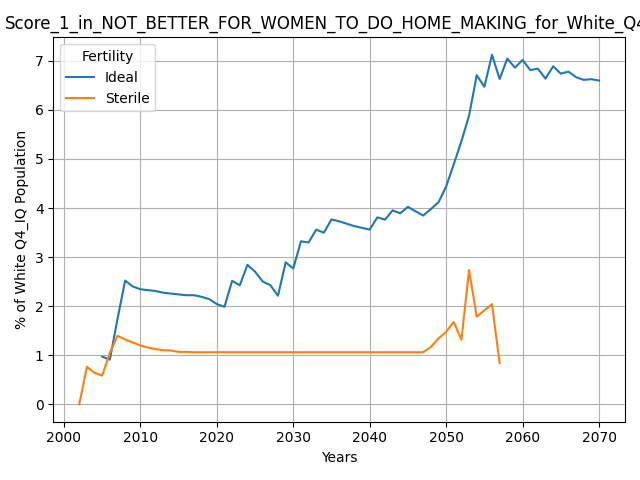 Score_1_in_NOT_BETTER_FOR_WOMEN_TO_DO_HOME_MAKING_for_White_Q4
Fertility
Ideal
Sterile
% of White Q4_IQ Population
7
6
5
4
3
2
1
0
2000 2010 2020 2030 2040 2050 2060 2070
Years